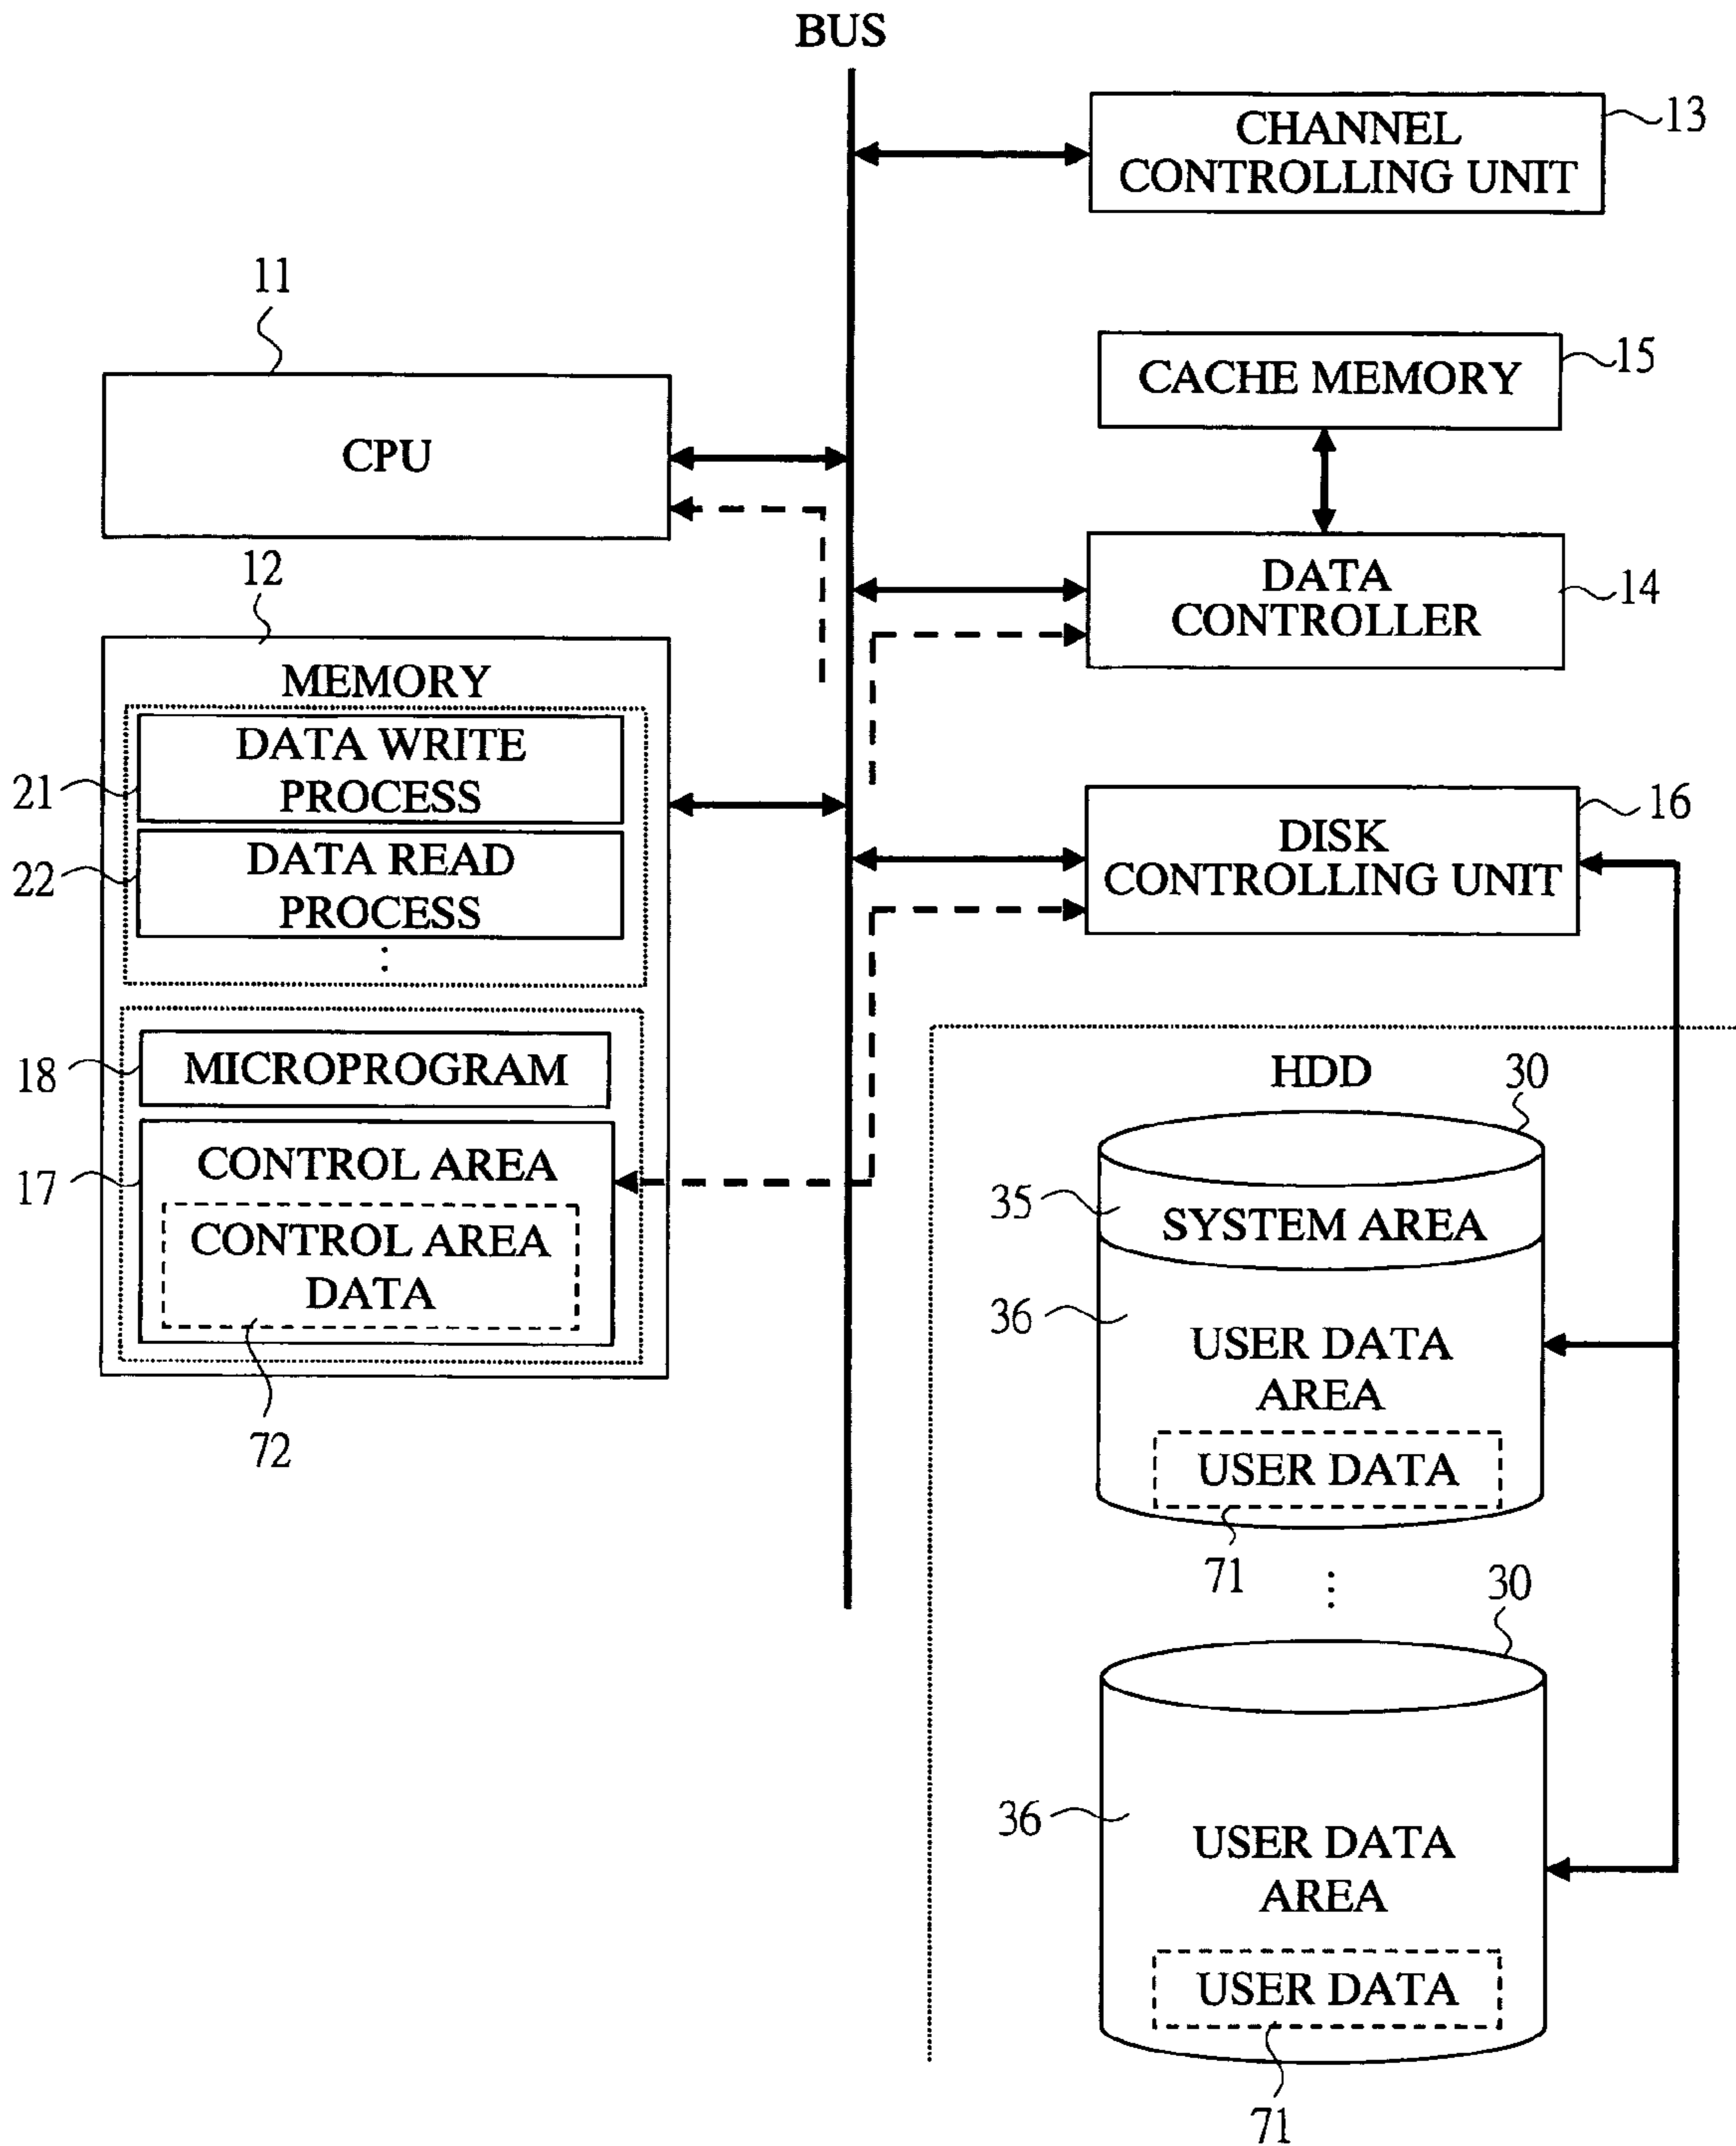 BUS
CHANNEL
CONTROLLING UNIT
13
11
CPU
CACHE MEMORY
15
DATA
CONTROLLER
14
12
MEMORY
DATA WRITE
PROCESS
21
DATA READ
PROCESS
22
⋮
DISK
CONTROLLING UNIT
16
MICROPROGRAM
18
CONTROL AREA
17
CONTROL AREA
DATA
72
HDD
30
35
SYSTEM AREA
36
USER DATA
AREA
USER DATA
71
⋮
30
36
USER DATA
AREA
USER DATA
71